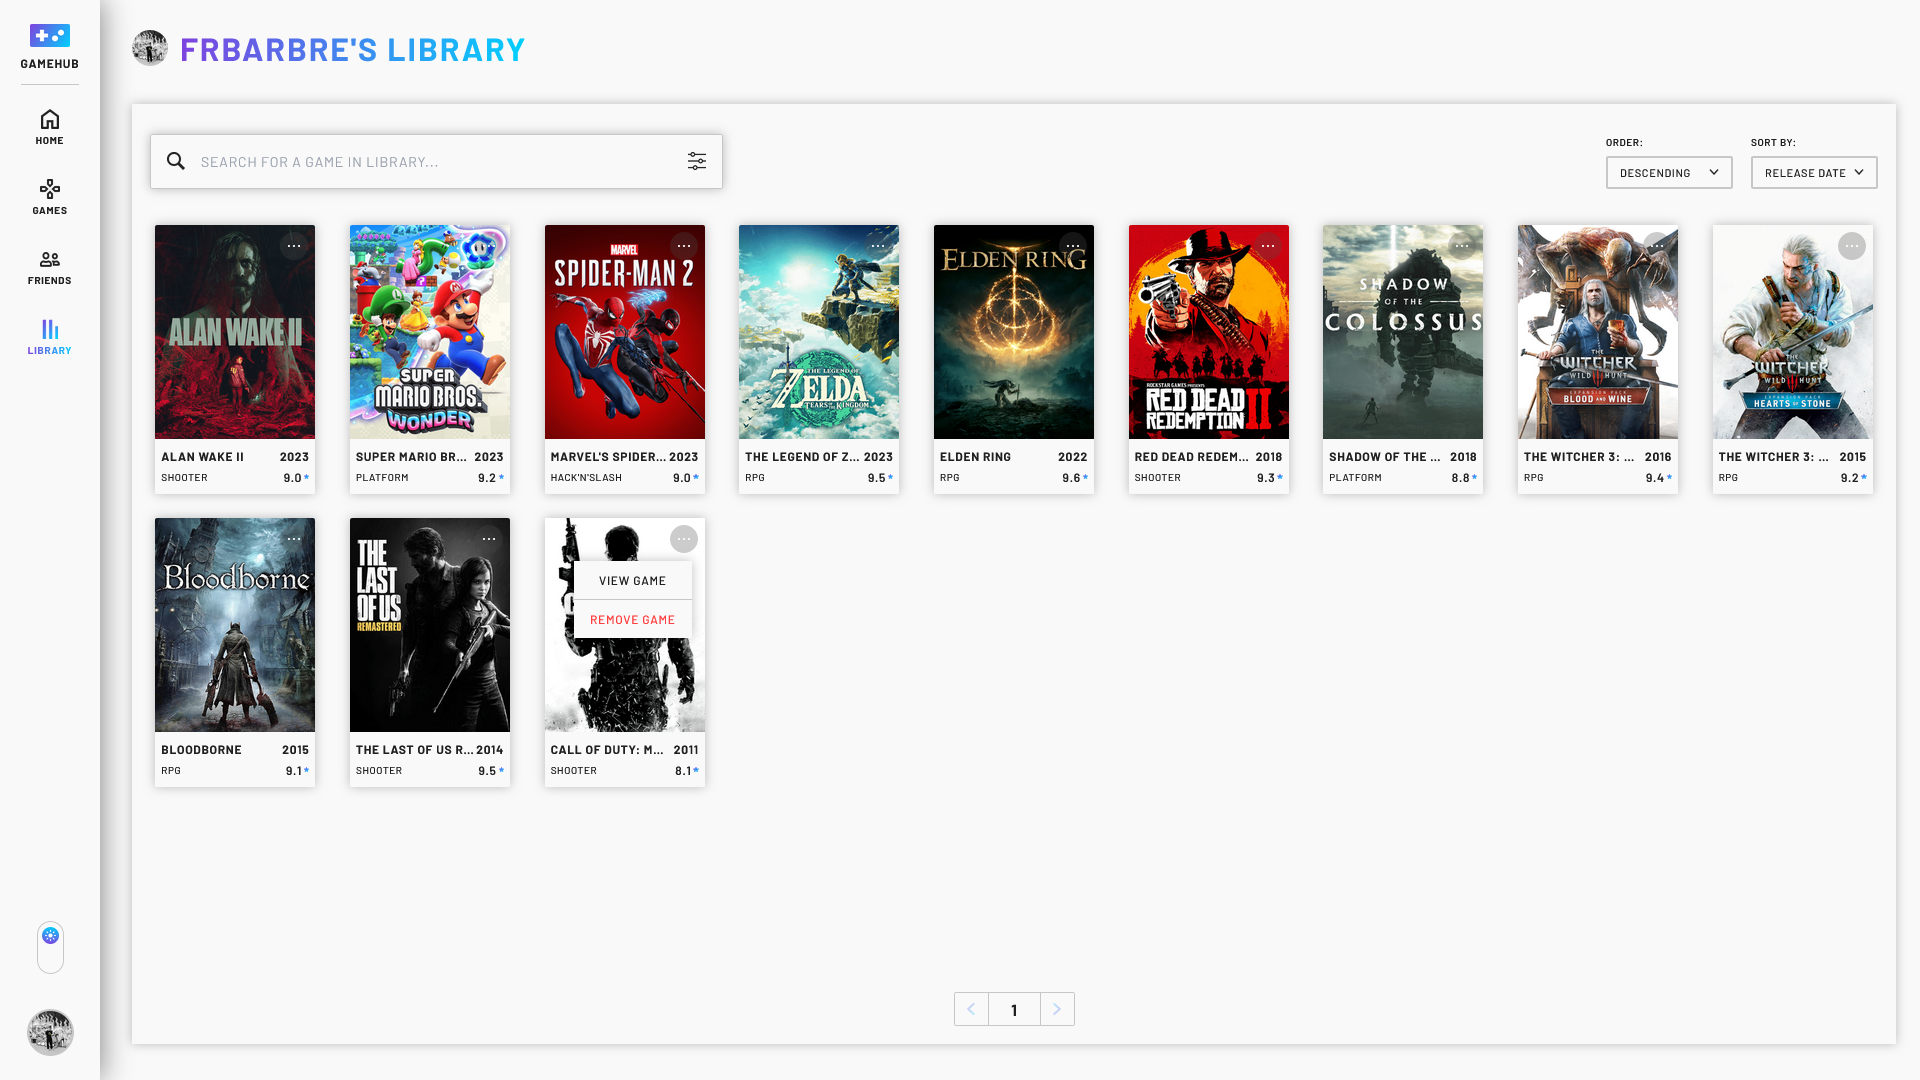 GAMEHUB
HOME
GAMES
FRIENDS
LIBRARY
FRBARBRE'S LIBRARY
SEARCH FOR A GAME IN LIBRARY...
ORDER:
DESCENDING
SORT BY:
RELEASE DATE
ALAN WAKE II
ALAN WAKE II 2023
SHOOTER 9.0
SUPER
MARIO BROS.
WONDER
SUPER MARIO BR... 2023
PLATFORM 9.2
MARVEL
SPIDER-MAN 2
MARVEL'S SPIDER... 2023
HACK'N'SLASH 9.0
THE LEGEND OF
ZELDA
TEARS OF THE KINGDOM
THE LEGEND OF Z... 2023
RPG 9.5
ELDEN RING
ELDEN RING 2022
RPG 9.6
ROCKSTAR GAMES PRESENTS
RED DEAD
REDEMPTION II
RED DEAD REDEM... 2018
SHOOTER 9.3
SHADOW
OF THE
COLOSSUS
SHADOW OF THE ... 2018
PLATFORM 8.8
THE
WITCHER
WILD HUNT
EXPANSION PACK
BLOOD AND WINE
THE WITCHER 3: ... 2016
RPG 9.4
THE
WITCHER
WILD HUNT
EXPANSION PACK
HEARTS OF STONE
THE WITCHER 3: ... 2015
RPG 9.2
Bloodborne
BLOODBORNE 2015
RPG 9.1
THE
LAST
OF US
REMASTERED
THE LAST OF US R... 2014
SHOOTER 9.5
VIEW GAME
REMOVE GAME
CALL OF DUTY: M... 2011
SHOOTER 8.1
1